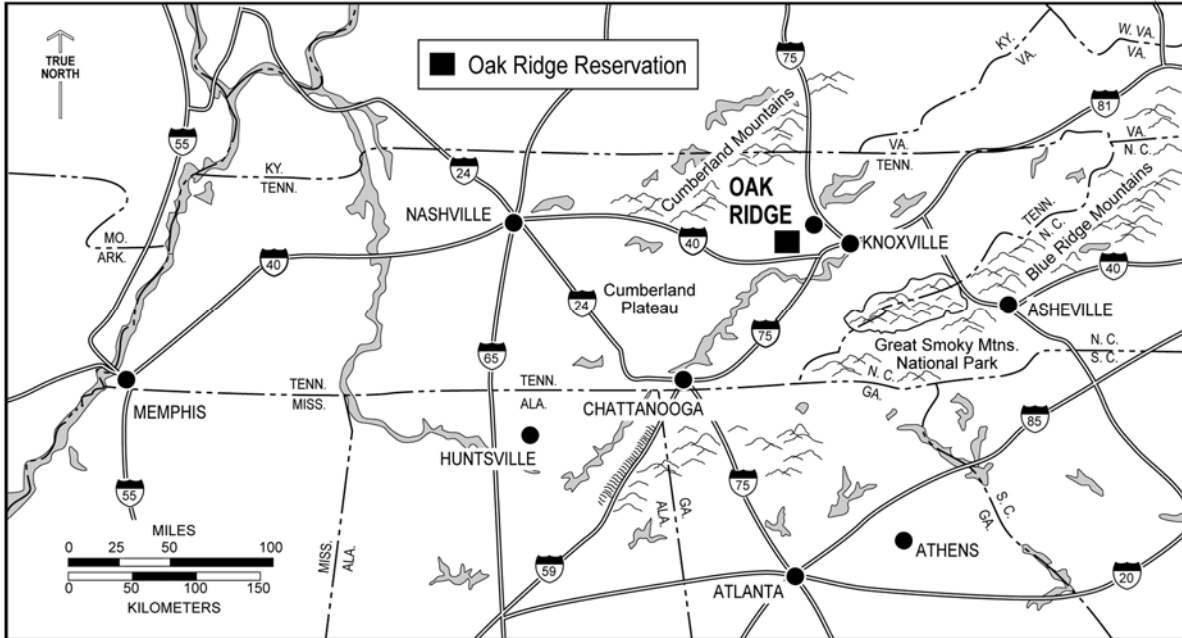 TRUE
NORTH
Oak Ridge Reservation
KY.
VA.
W. VA.
VA.
75
81
55
24
KY.
TENN.
VA.
TENN.
VA.
N. C.
Cumberland Mountains
OAK
RIDGE
NASHVILLE
KNOXVILLE
TENN.
N. C.
Blue Ridge Mountains
MO.
ARK.
40
40
40
Cumberland
Plateau
24
75
ASHEVILLE
65
Great Smoky Mtns.
National Park
N. C.
S. C.
TENN.
MISS.
TENN.
ALA.
N. C.
GA.
MEMPHIS
CHATTANOOGA
85
HUNTSVILLE
55
75
GA.
ALA.
S. C.
GA.
MILES
0 25 50 100
0 50 100 150
KILOMETERS
MISS.
ALA.
59
ATHENS
ATLANTA
20